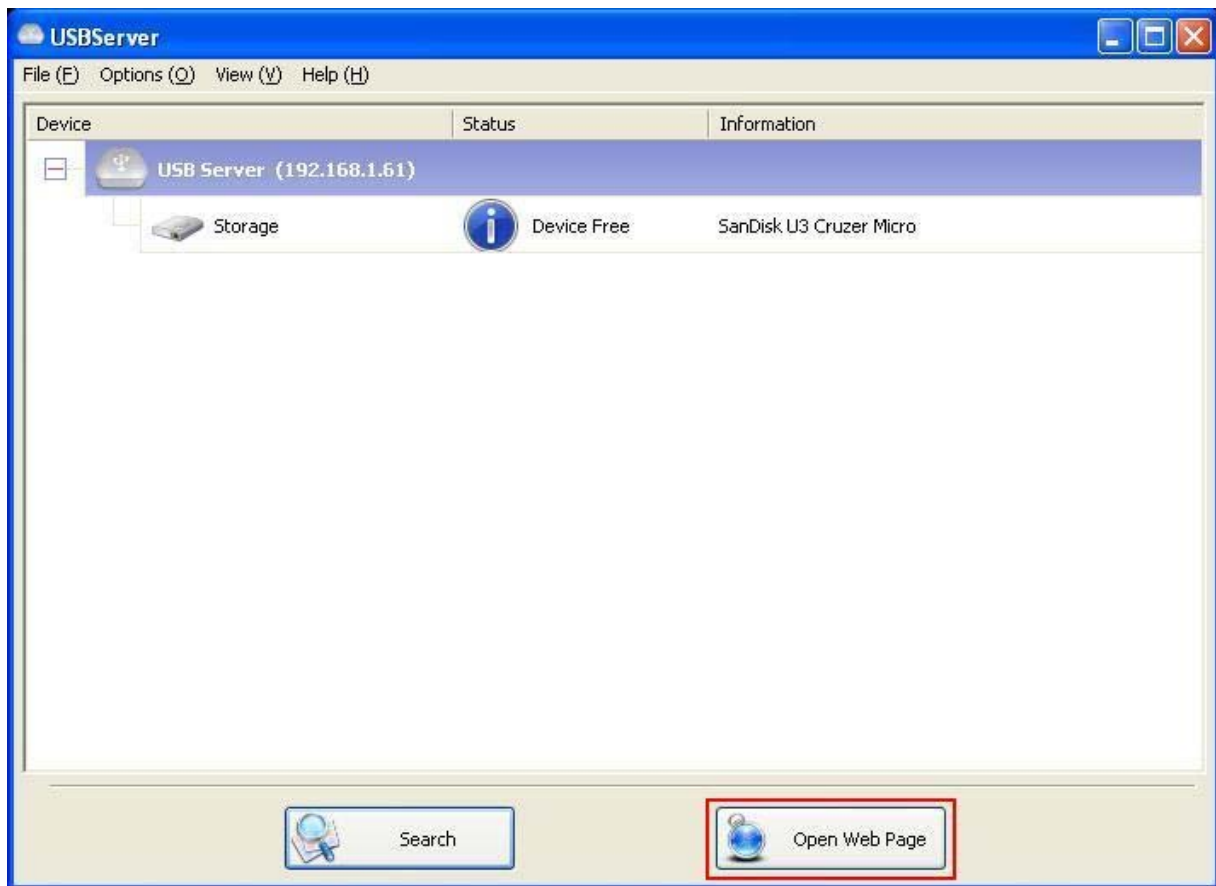 USBServer
File (F) Options (O) View (V) Help (H)
Device Status Information
USB Server (192.168.1.61)
Storage Device Free SanDisk U3 Cruzer Micro
Search Open Web Page